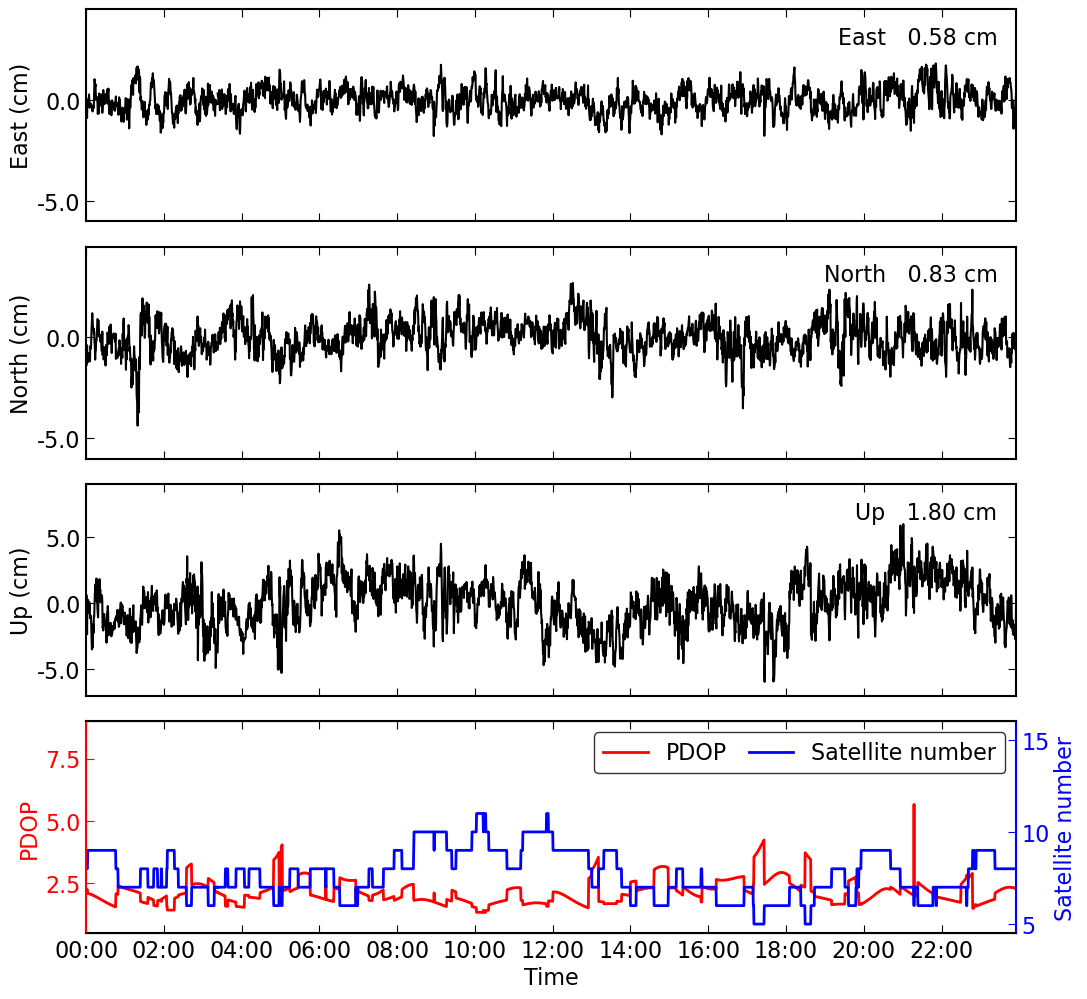 East 0.58 cm
East (cm)
0.0
-5.0
North 0.83 cm
North (cm)
0.0
-5.0
Up 1.80 cm
Up (cm)
5.0
0.0
-5.0
PDOP Satellite number
PDOP
7.5
5.0
2.5
Satellite number
15
10
5
00:00 02:00 04:00 06:00 08:00 10:00 12:00 14:00 16:00 18:00 20:00 22:00
Time